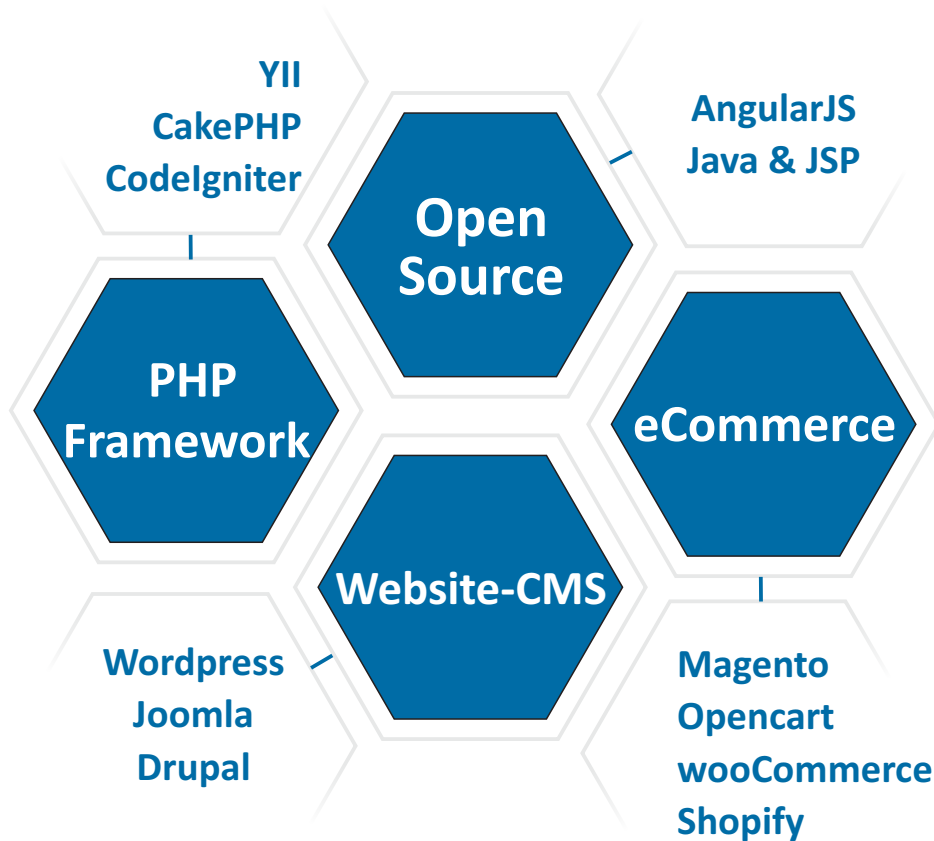 YII
CakePHP
CodeIgniter
AngularJS
Java & JSP
Open
Source
PHP
Framework
eCommerce
Website-CMS
Wordpress
Joomla
Drupal
Magento
Opencart
wooCommerce
Shopify